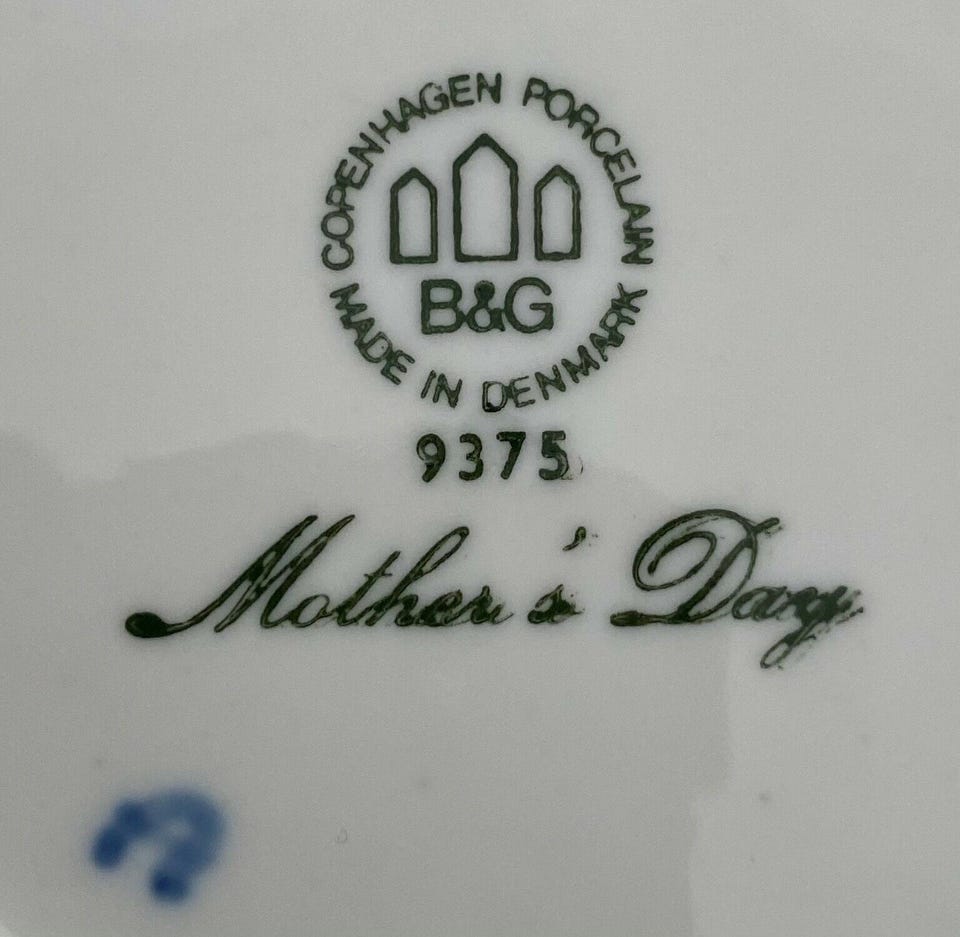 COPENHAGEN PORCELAIN
B&G
MADE IN DENMARK
9375
Mother's Day